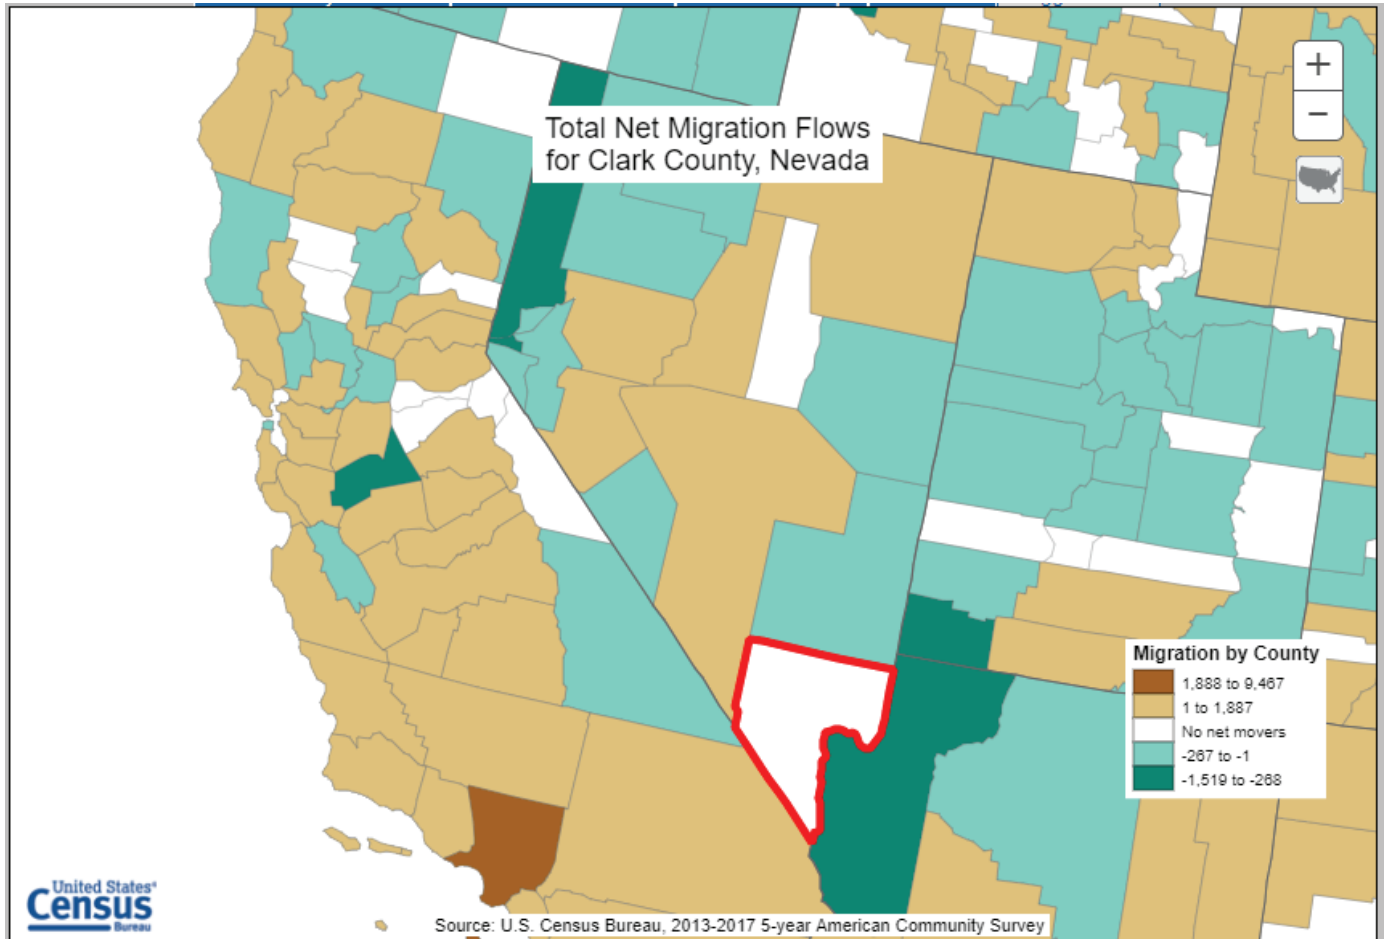 +
Total Net Migration Flows
for Clark County, Nevada
−
Migration by County
1,888 to 9,467
1 to 1,887
No net movers
-267 to -1
-1,519 to -268
United States®
Census
Bureau
Source: U.S. Census Bureau, 2013-2017 5-year American Community Survey